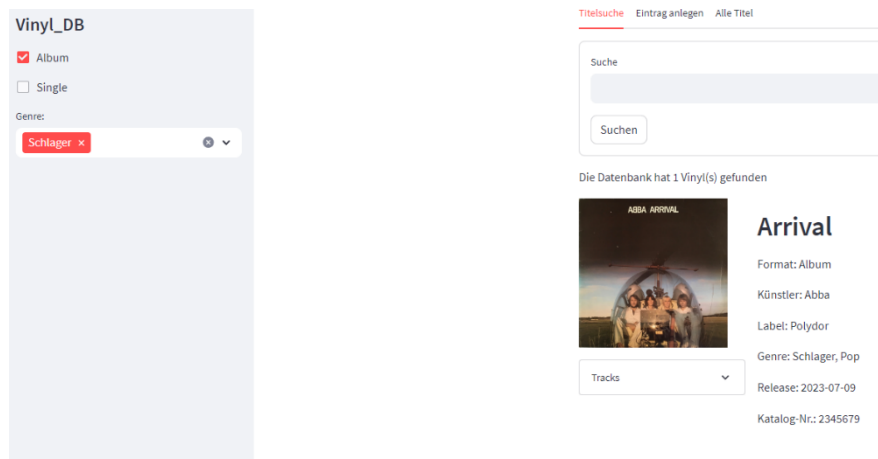 Vinyl_DB
Album
Single
Genre:
Schlager ×
Titelsuche Eintrag anlegen Alle Titel
Suche
Suchen
Die Datenbank hat 1 Vinyl(s) gefunden
ABBA ARRIVAL
Arrival
Format: Album
Künstler: Abba
Label: Polydor
Genre: Schlager, Pop
Release: 2023-07-09
Katalog-Nr.: 2345679
Tracks